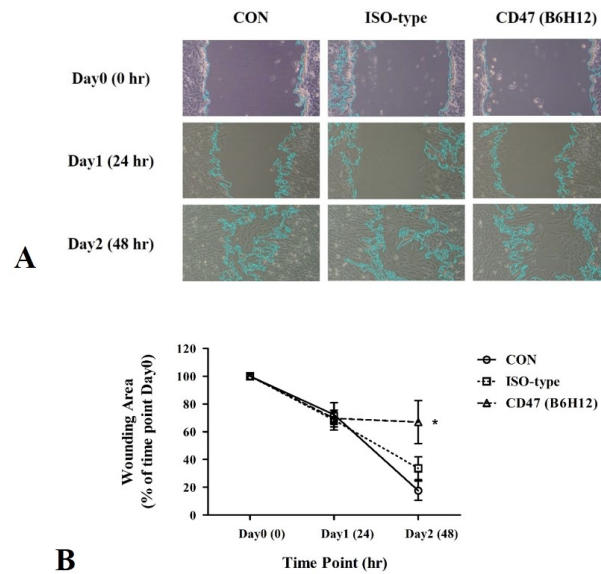 CON
ISO-type
CD47 (B6H12)
Day0 (0 hr)
Day1 (24 hr)
Day2 (48 hr)
A
Wounding Area
(% of time point Day0)
120
100
80
60
40
20
0
*
Day0 (0)
Day1 (24)
Day2 (48)
Time Point (hr)
CON
ISO-type
CD47 (B6H12)
B